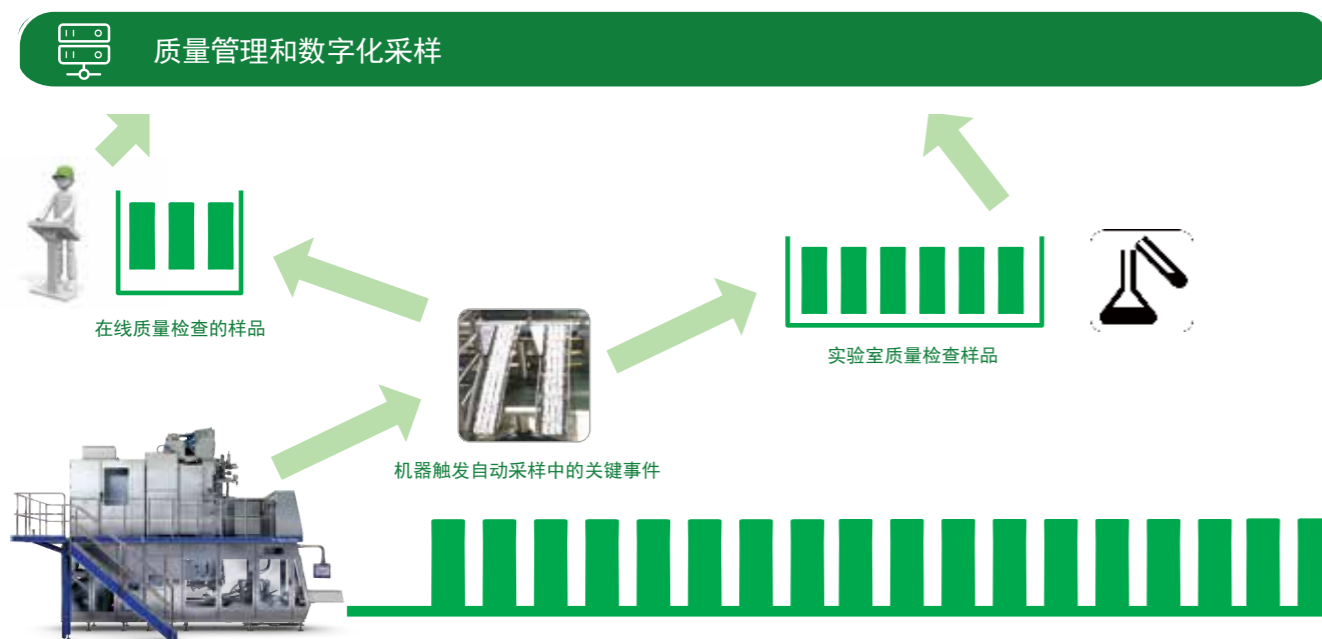 质量管理和数字化采样
在线质量检查的样品
实验室质量检查样品
机器触发自动采样中的关键事件